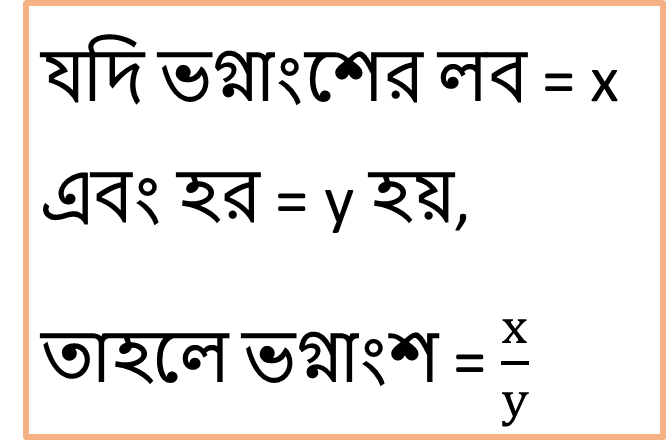 যদি ভগ্নাংশের লব = x
এবং হর = y হয়,
তাহলে ভগ্নাংশ = x/y